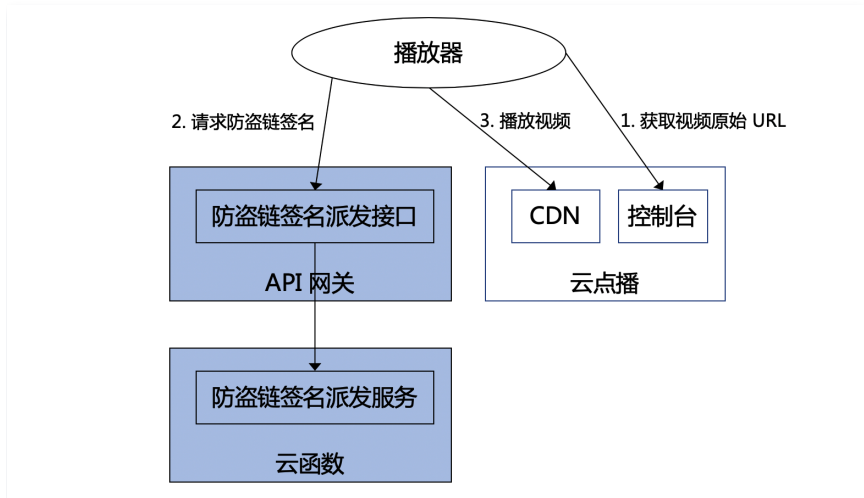 播放器
2. 请求防盗链签名
3. 播放视频
1. 获取视频原始 URL
防盗链签名派发接口
API 网关
CDN
控制台
云点播
防盗链签名派发服务
云函数